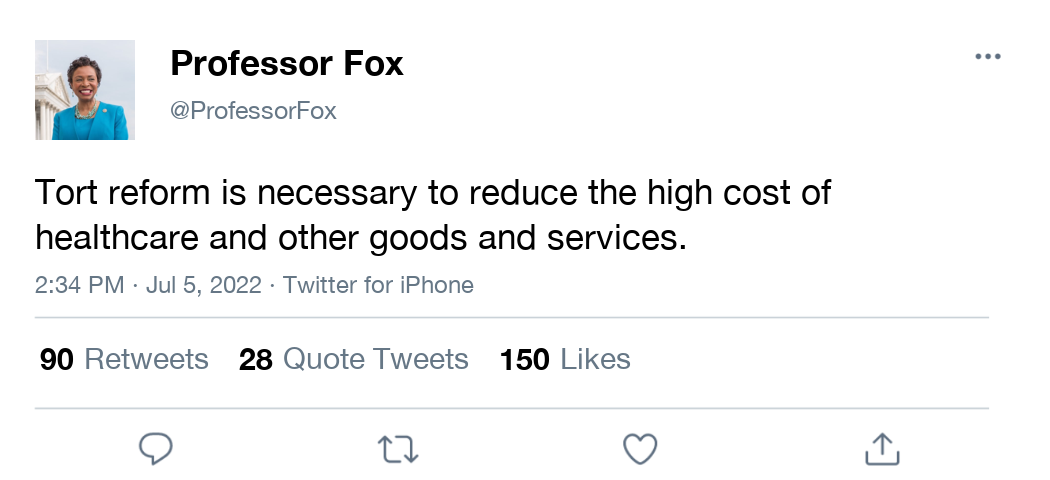 Professor Fox
@ProfessorFox
Tort reform is necessary to reduce the high cost of
healthcare and other goods and services.
2:34 PM · Jul 5, 2022 · Twitter for iPhone
90 Retweets 28 Quote Tweets 150 Likes